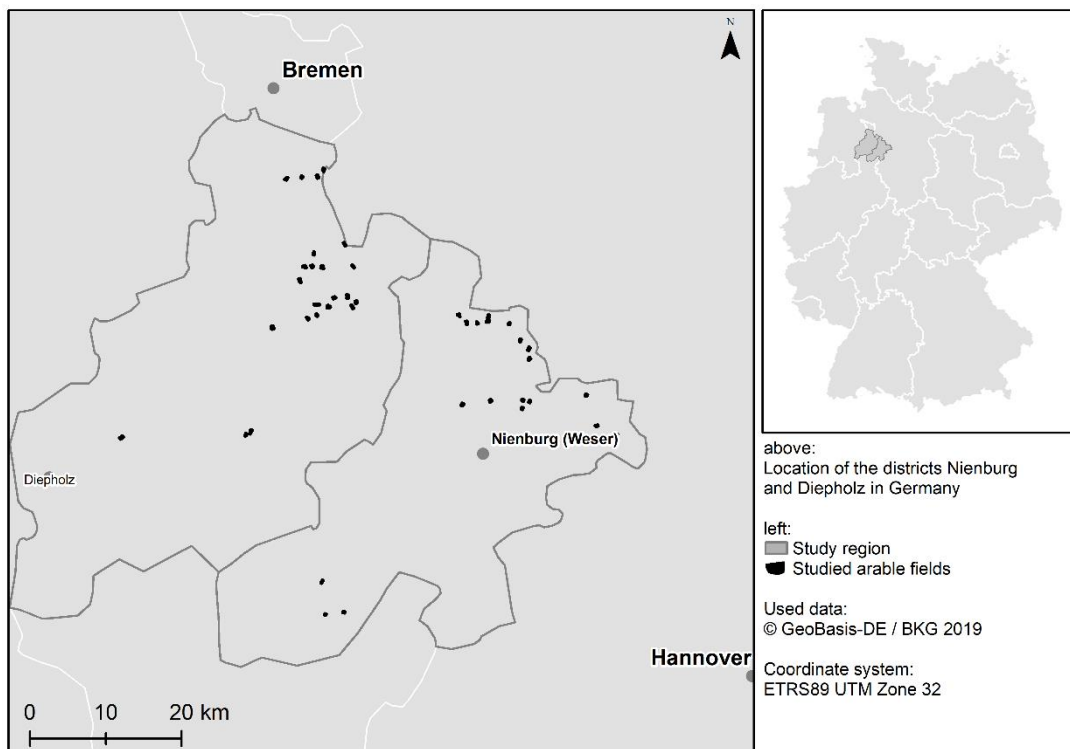 N
Bremen
Nienburg (Weser)
Diepholz
Hannover
0 10 20 km
above:
Location of the districts Nienburg
and Diepholz in Germany
left:
Study region
Studied arable fields
Used data:
© GeoBasis-DE / BKG 2019
Coordinate system:
ETRS89 UTM Zone 32